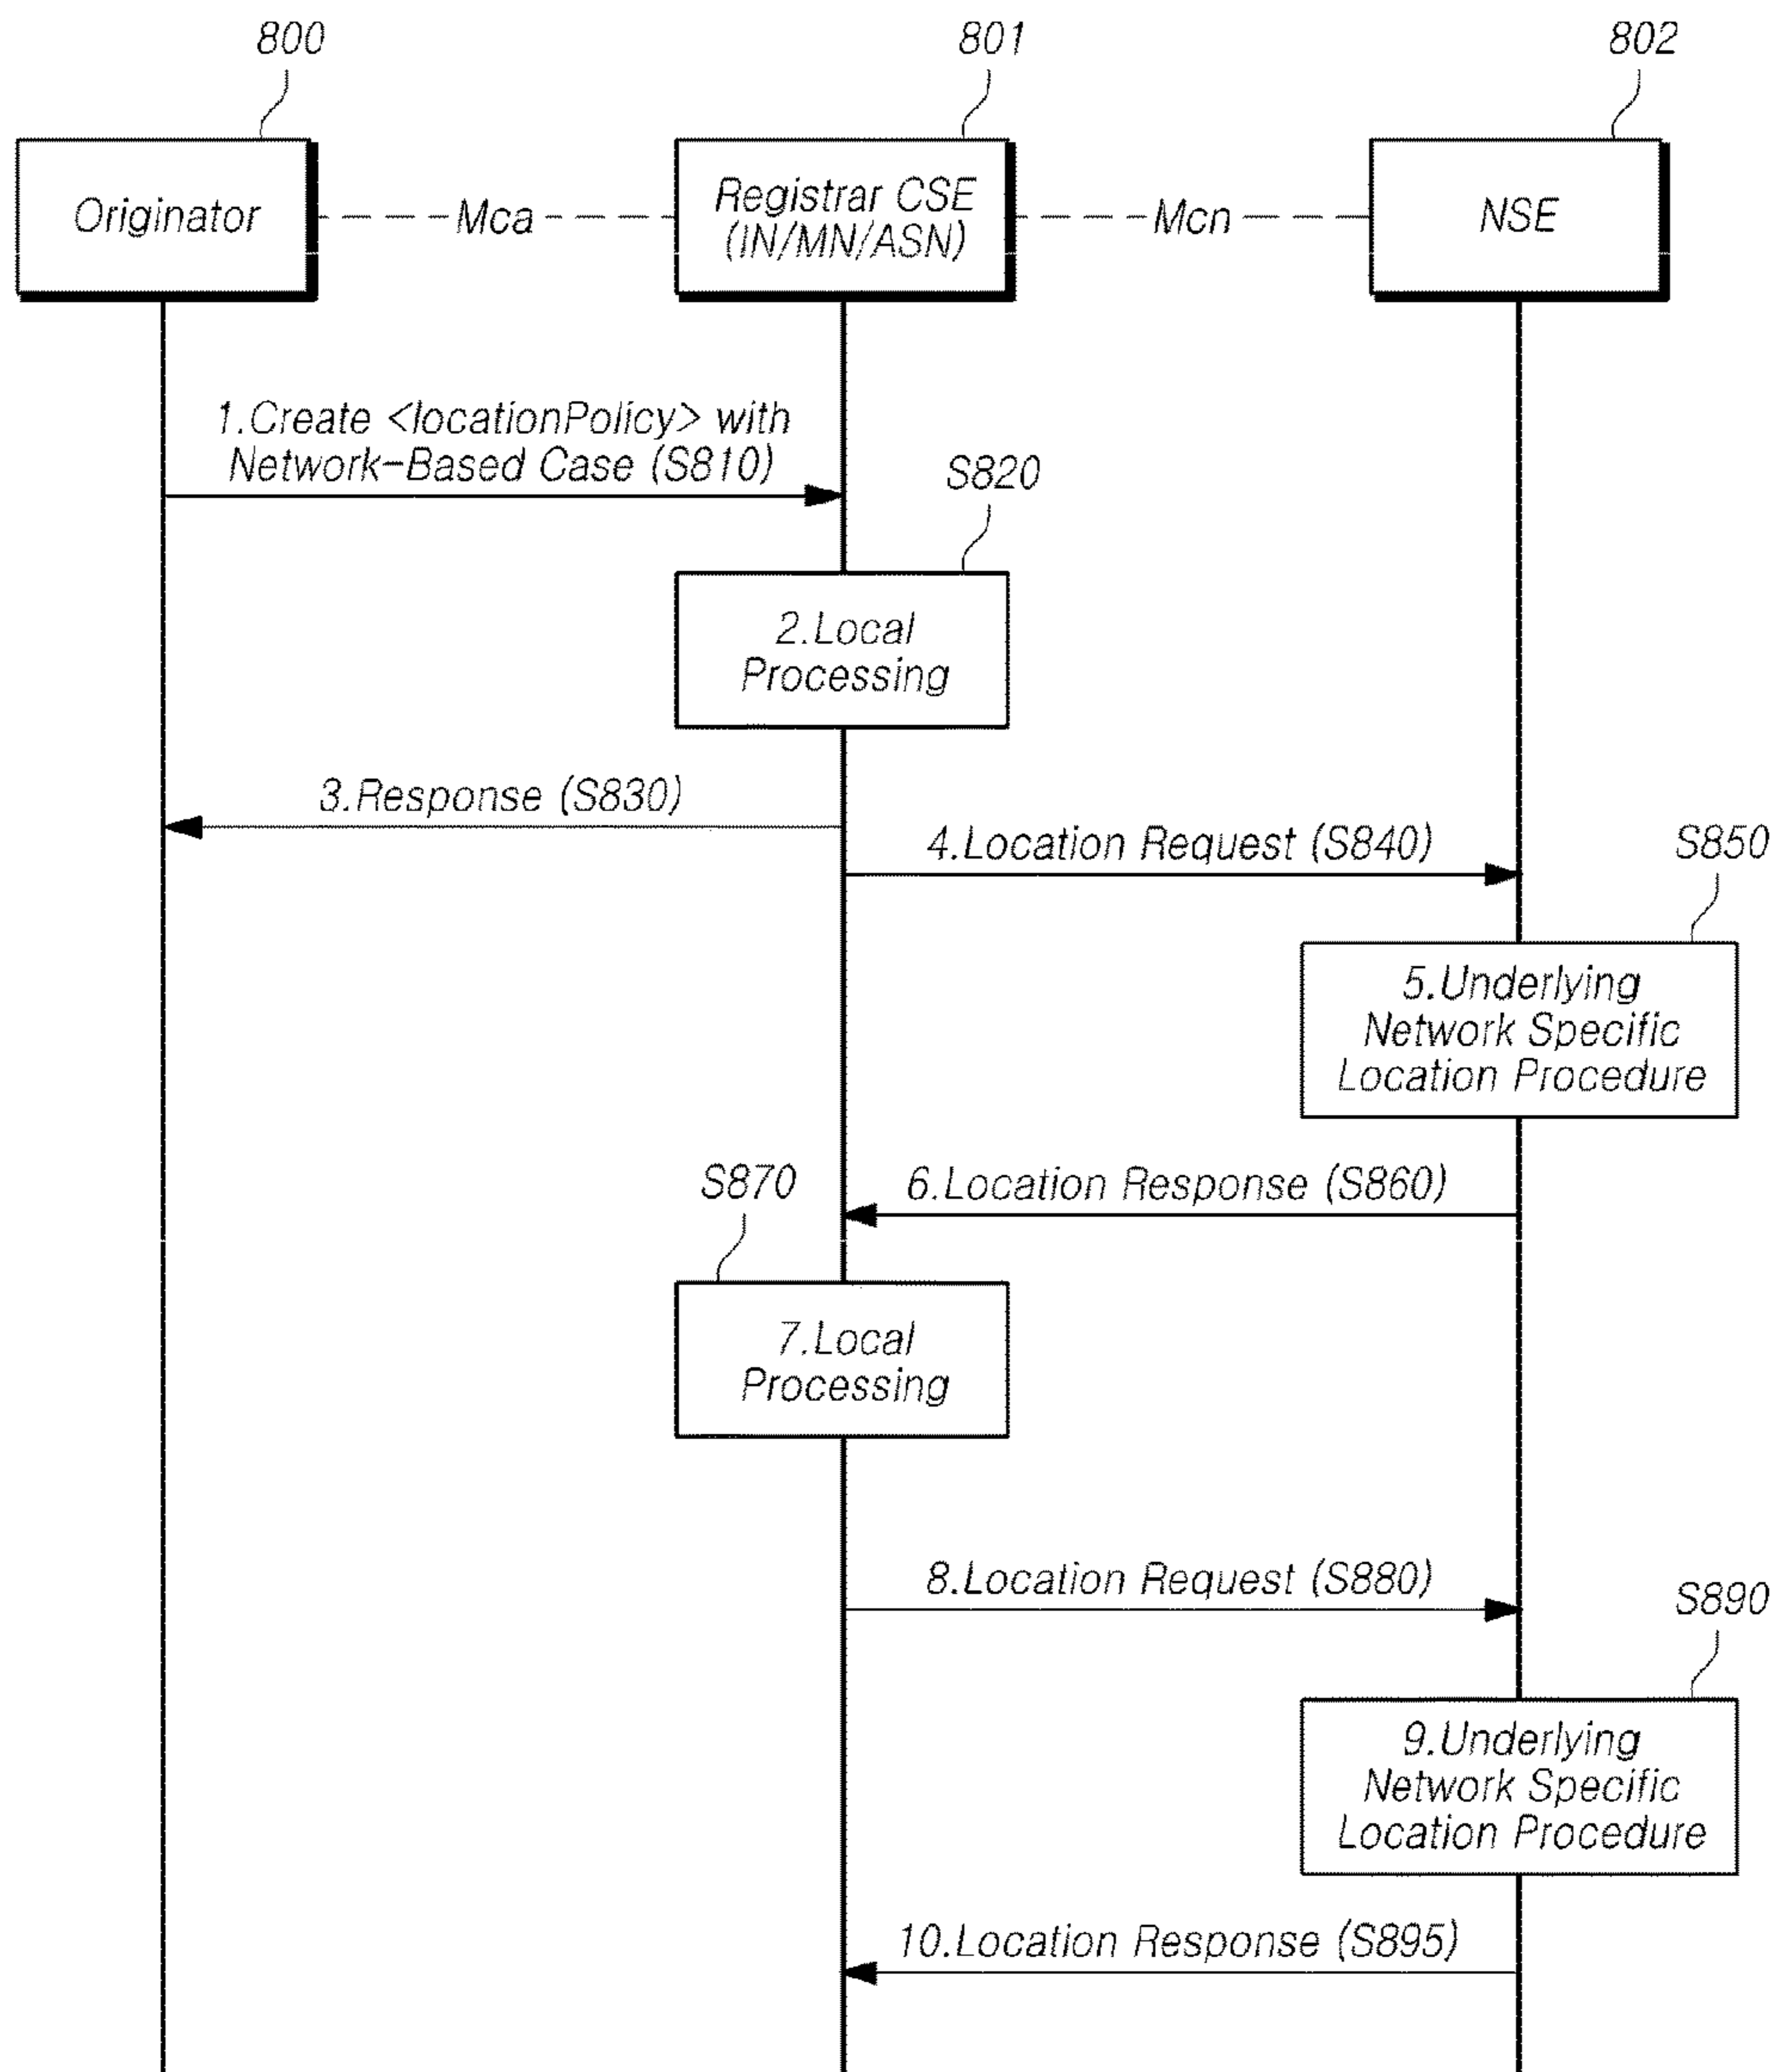 800
801
802
Originator
Mca
Registrar CSE
(IN/MN/ASN)
Mcn
NSE
1.Create <locationPolicy> with
Network-Based Case (S810)
S820
2.Local
Processing
3.Response (S830)
4.Location Request (S840)
S850
5.Underlying
Network Specific
Location Procedure
S870
6.Location Response (S860)
7.Local
Processing
8.Location Request (S880)
S890
9.Underlying
Network Specific
Location Procedure
10.Location Response (S895)